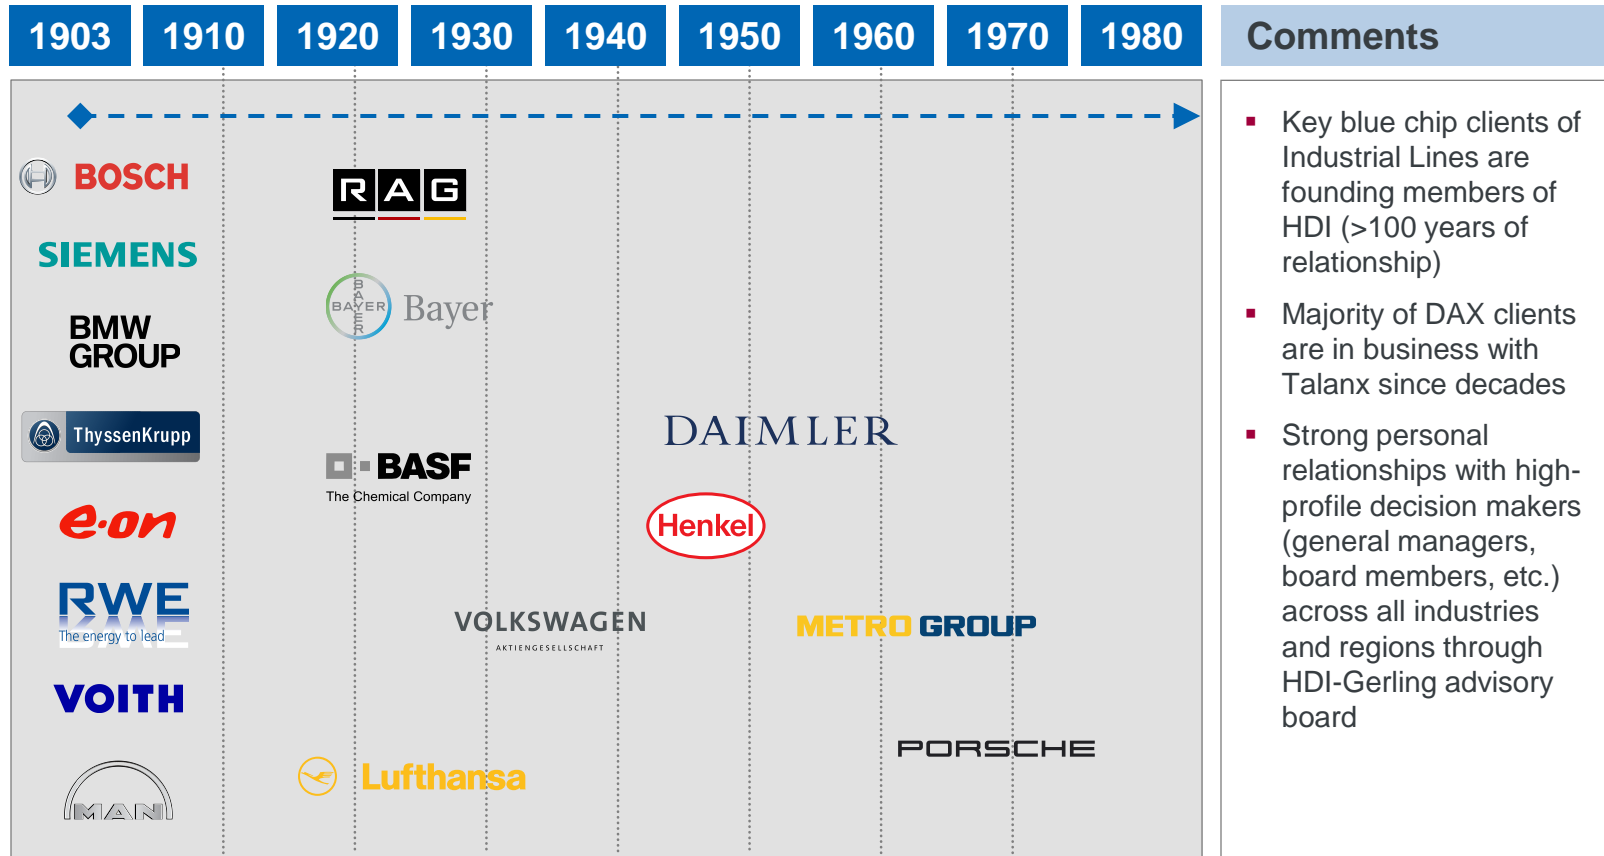 1903 1910 1920 1930 1940 1950 1960 1970 1980
Comments
BOSCH
SIEMENS
BMW
GROUP
ThyssenKrupp
e·on
RWE
The energy to lead
VOITH
MAN
RAG
BAYER
BAYER
Bayer
BASF
The Chemical Company
Lufthansa
VOLKSWAGEN
AKTIENGESELLSCHAFT
DAIMLER
Henkel
METRO GROUP
PORSCHE
▪ Key blue chip clients of
Industrial Lines are
founding members of
HDI (>100 years of
relationship)
▪ Majority of DAX clients
are in business with
Talanx since decades
▪ Strong personal
relationships with high-
profile decision makers
(general managers,
board members, etc.)
across all industries
and regions through
HDI-Gerling advisory
board